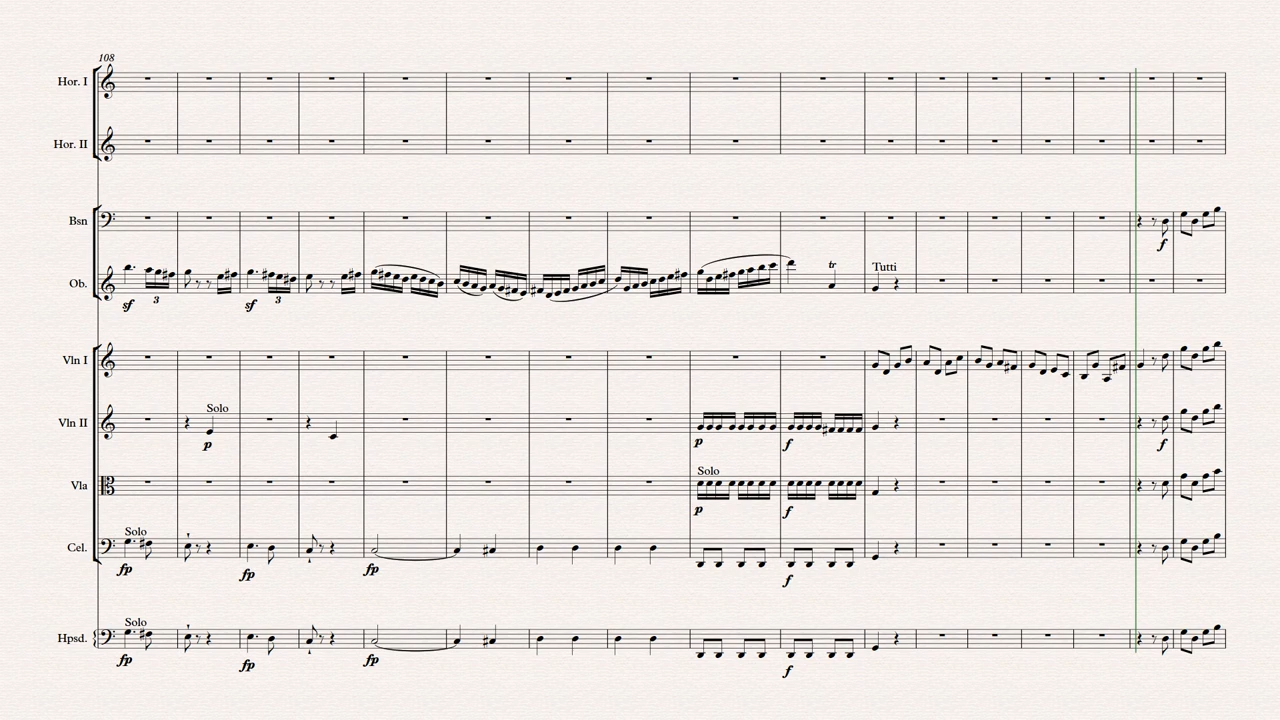 108
Hor. I
Hor. II
Bsn
f
Ob.
sf 3 sf 3 tr Tutti
Vln I
Vln II
Solo
p p f f
Vla
Solo
p f
Cel.
Solo
fp fp fp f
Hpsd.
Solo
fp fp fp f